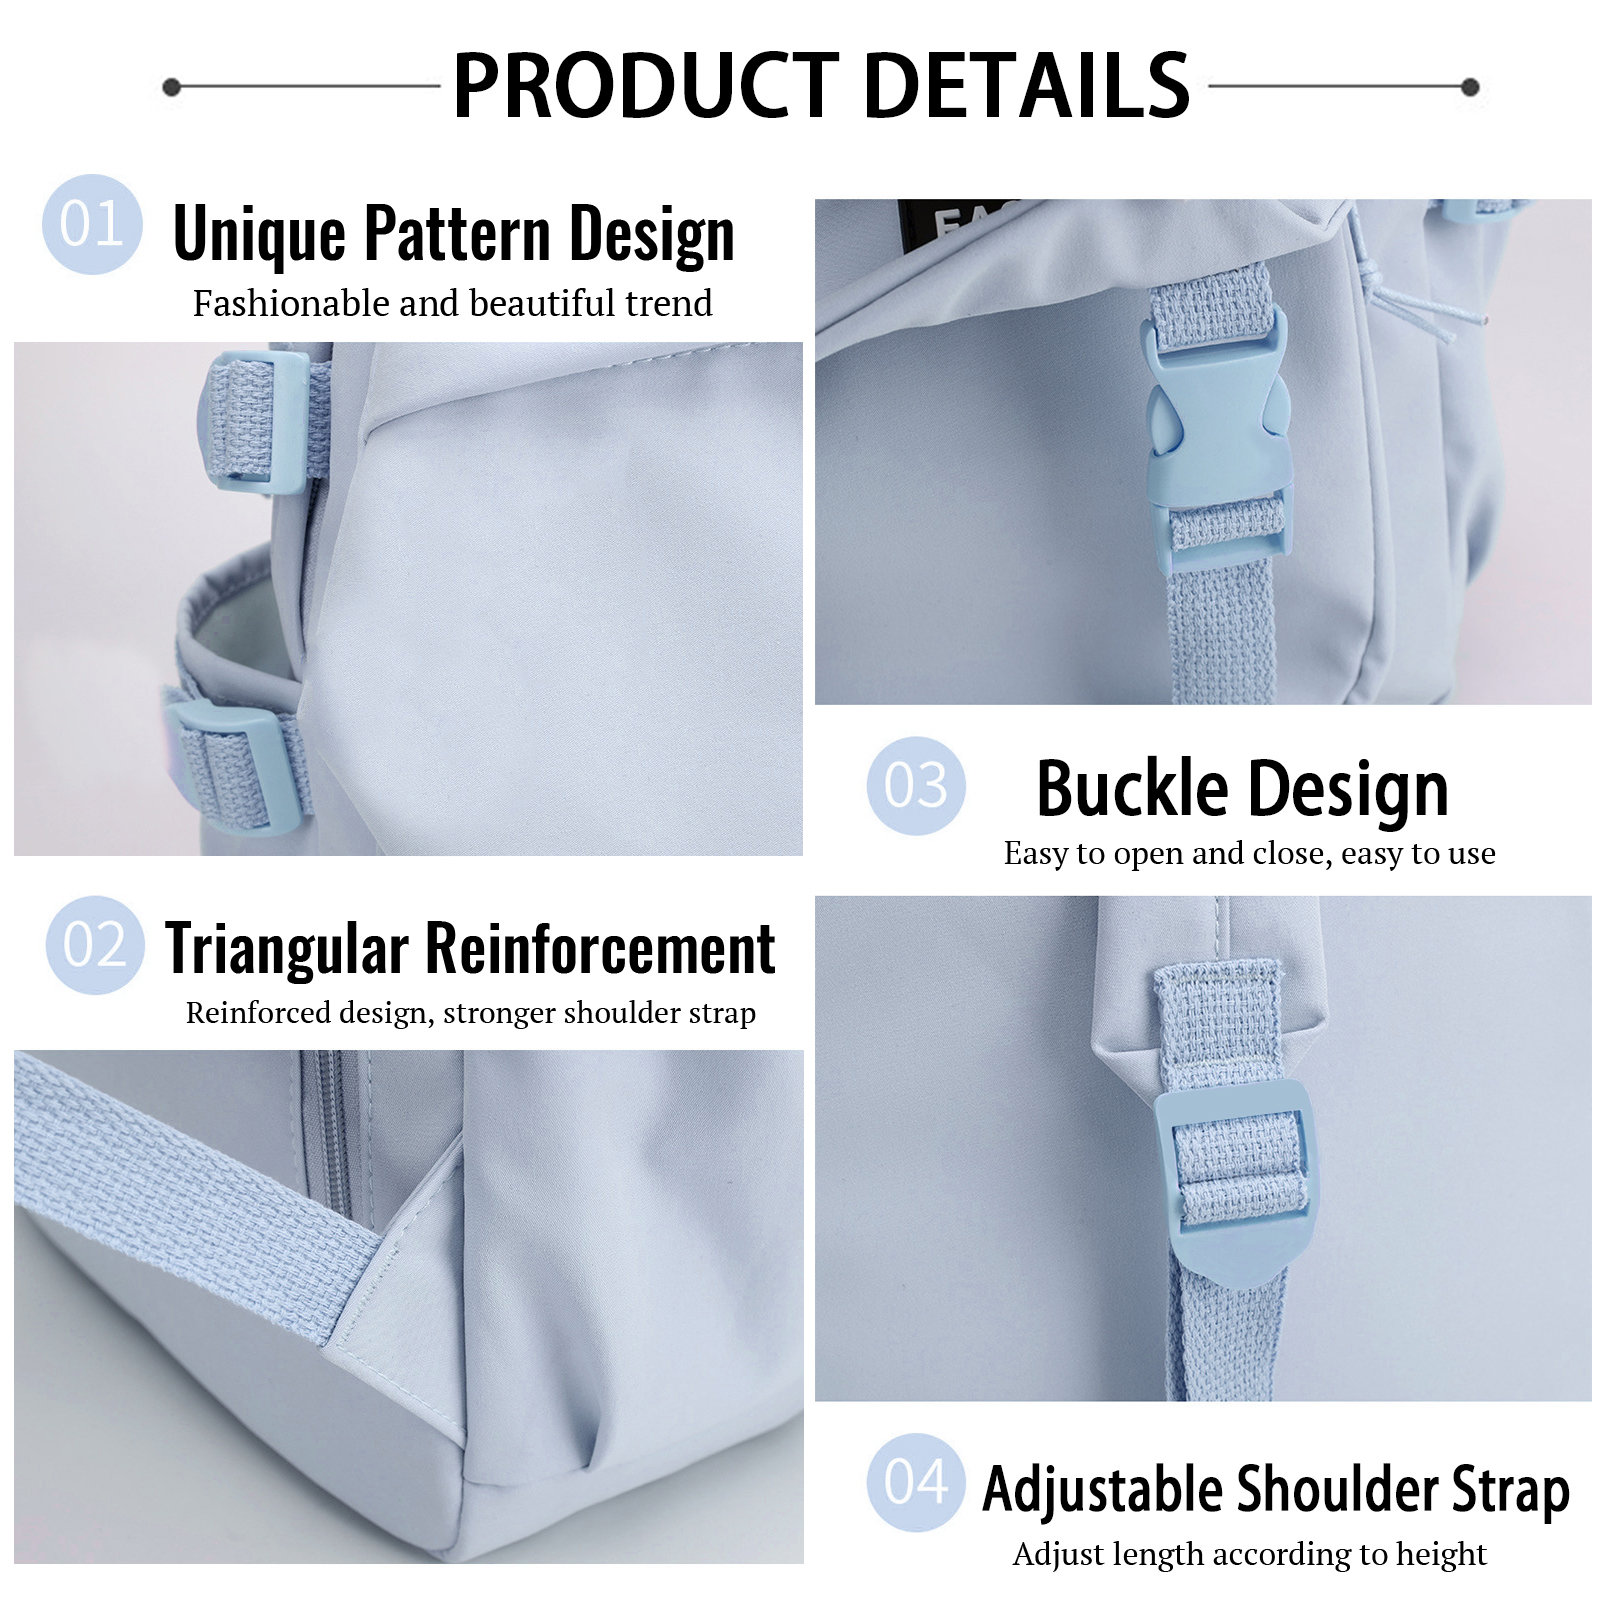 PRODUCT DETAILS
01
Unique Pattern Design
Fashionable and beautiful trend
02
Triangular Reinforcement
Reinforced design, stronger shoulder strap
03
Buckle Design
Easy to open and close, easy to use
04
Adjustable Shoulder Strap
Adjust length according to height